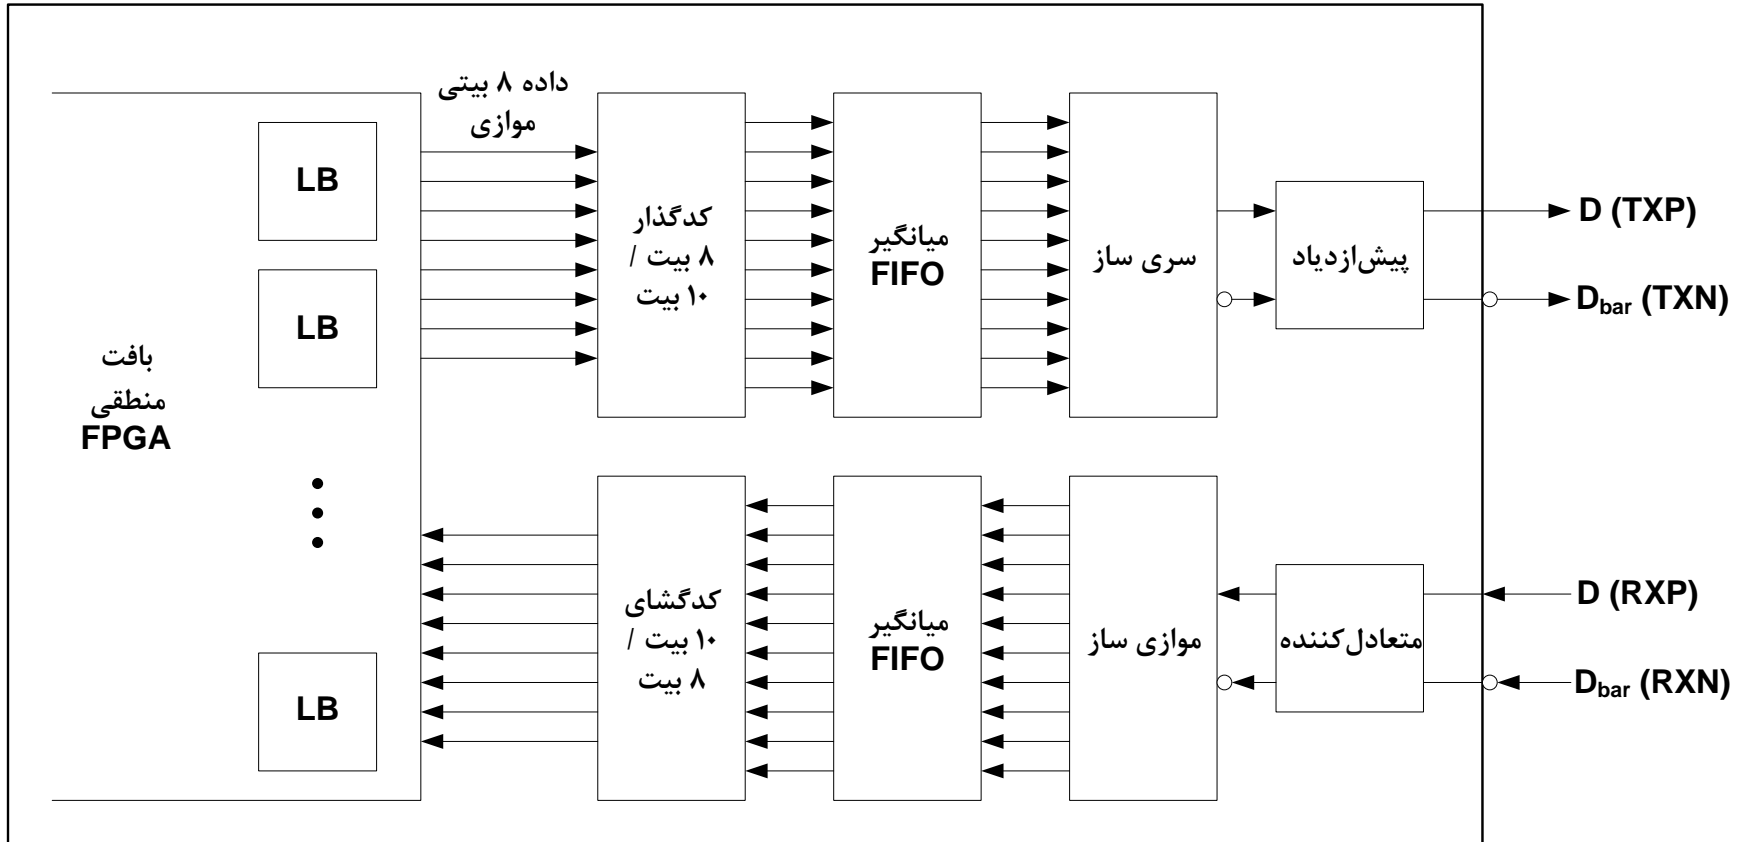 داده ۸ بیتی
موازی
LB
LB
LB
بافت
منطقی
FPGA
کدگذار
۸ بیت /
۱۰ بیت
میانگیر
FIFO
سری ساز
پیش‌ازدیاد
D (TXP)
Dbar (TXN)
کدگشای
۱۰ بیت /
۸ بیت
میانگیر
FIFO
موازی ساز
متعادل‌کننده
D (RXP)
Dbar (RXN)